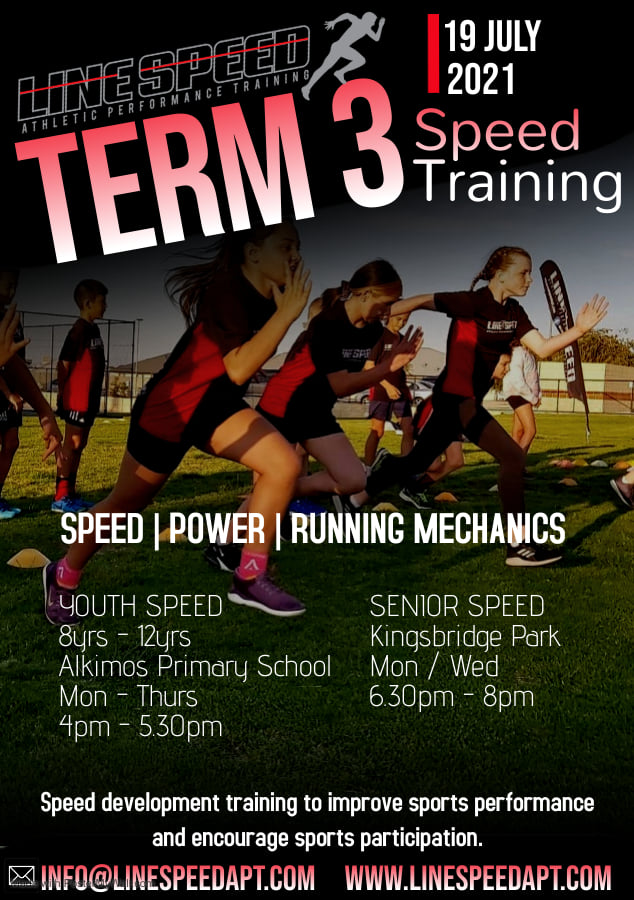 LINE SPEED
ATHLETIC PERFORMANCE TRAINING
19 JULY
2021
TERM 3
Speed
Training
SPEED | POWER | RUNNING MECHANICS
YOUTH SPEED
8yrs - 12yrs
Alkimos Primary School
Mon - Thurs
4pm - 5.30pm
SENIOR SPEED
Kingsbridge Park
Mon / Wed
6.30pm - 8pm
Speed development training to improve sports performance
and encourage sports participation.
INFO@LINESPEEDAPT.COM
WWW.LINESPEEDAPT.COM